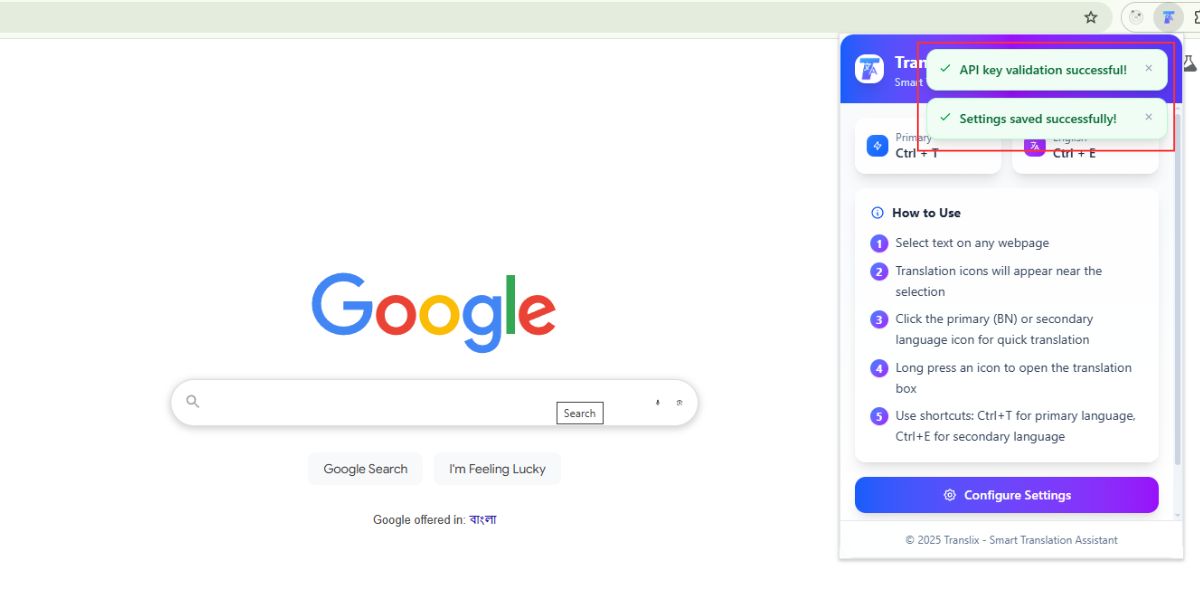 Tran
Smart
API key validation successful!
Settings saved successfully!
Primary
Ctrl + T
English
Ctrl + E
How to Use
1 Select text on any webpage
2 Translation icons will appear near the
selection
3 Click the primary (BN) or secondary
language icon for quick translation
4 Long press an icon to open the translation
box
5 Use shortcuts: Ctrl+T for primary language,
Ctrl+E for secondary language
Configure Settings
© 2025 Translix - Smart Translation Assistant
Google
Search
Google Search
I'm Feeling Lucky
Google offered in: বাংলা